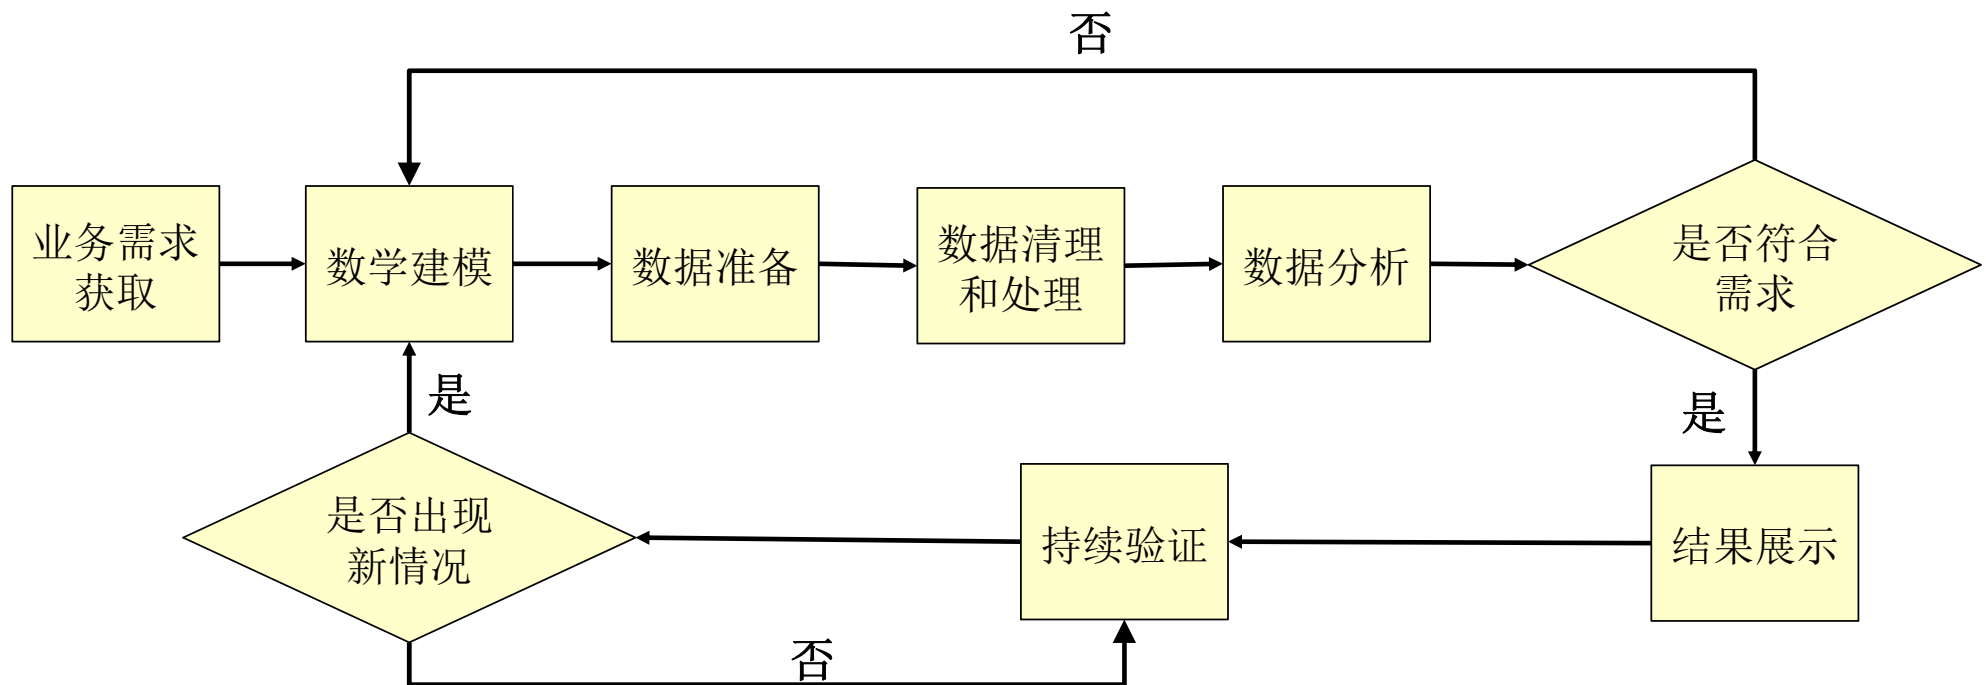 否
业务需求
获取
数学建模
数据准备
数据清理
和处理
数据分析
是否符合
需求
是
是
是否出现
新情况
持续验证
结果展示
否